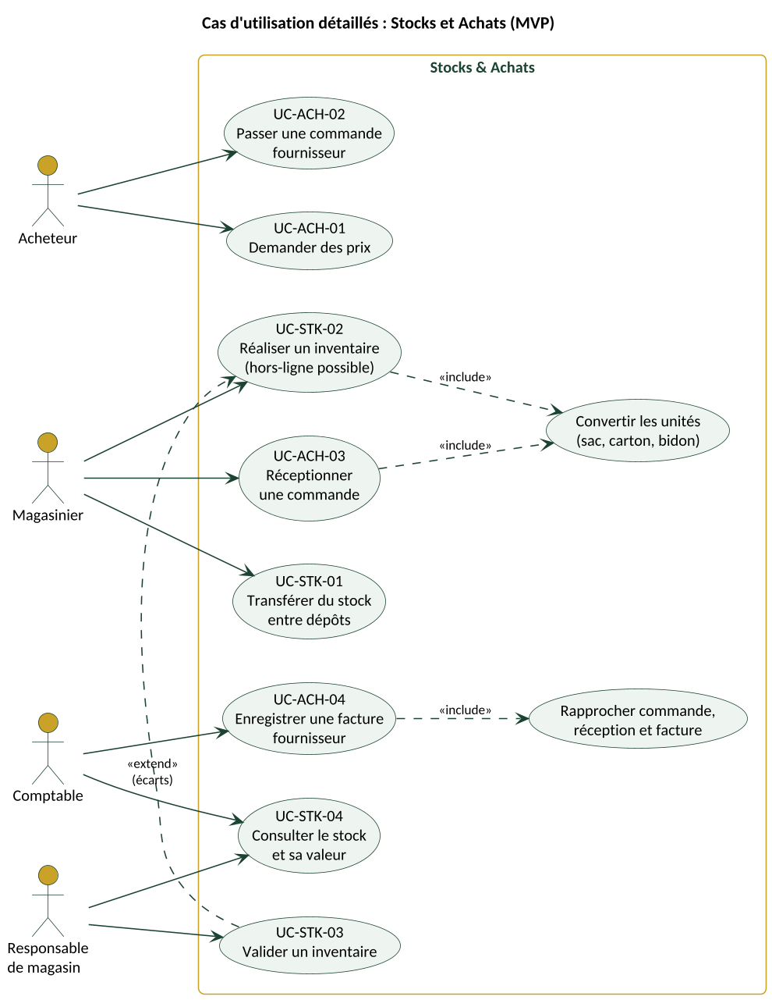 Cas d'utilisation détaillés : Stocks et Achats (MVP)
Stocks & Achats
UC-ACH-02
Passer une commande
fournisseur
Acheteur
UC-ACH-01
Demander des prix
UC-STK-02
Réaliser un inventaire
(hors-ligne possible)
«include»
Convertir les unités
(sac, carton, bidon)
«include»
UC-ACH-03
Réceptionner
une commande
Magasinier
UC-STK-01
Transférer du stock
entre dépôts
UC-ACH-04
Enregistrer une facture
fournisseur
«include»
Rapprocher commande,
réception et facture
«extend»
(écarts)
Comptable
UC-STK-04
Consulter le stock
et sa valeur
Responsable
de magasin
UC-STK-03
Valider un inventaire